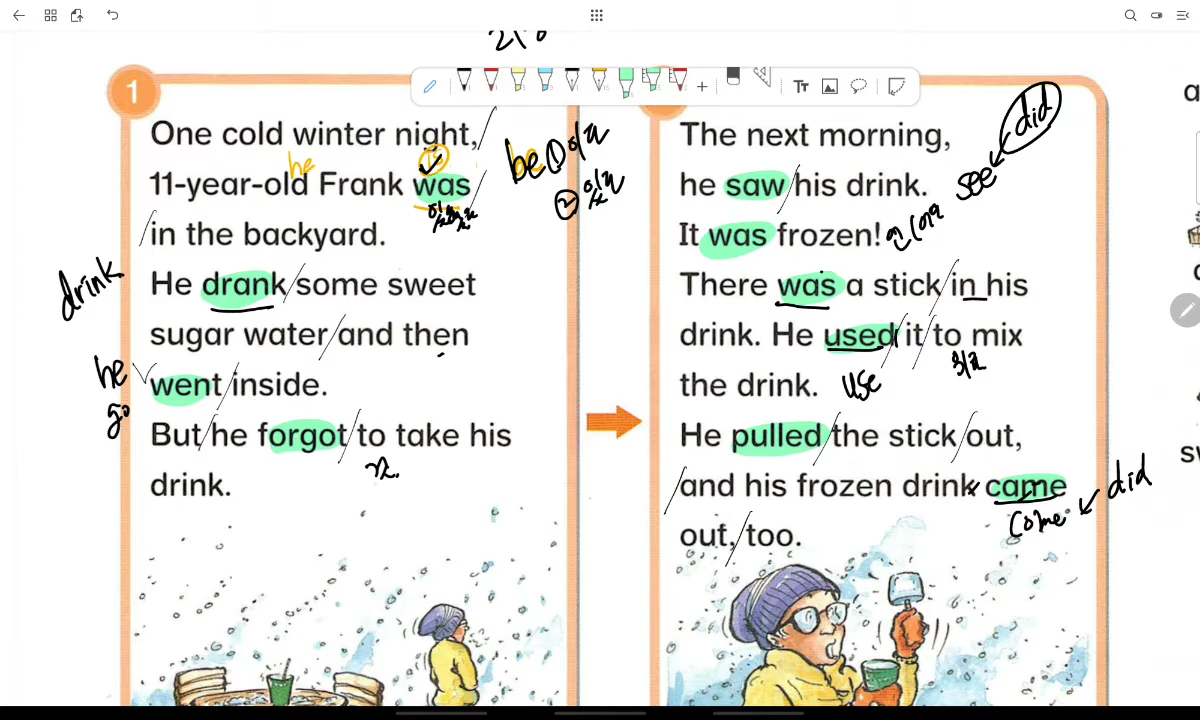 1
One cold winter night,
he
11-year-old Frank was
in the backyard.
drink
He drank some sweet
sugar water and then
he
went inside.
go
But he forgot to take his
drink.
be
did
The next morning,
he saw his drink.
see
It was frozen!
There was a stick in his
drink. He used it to mix
the drink.
use
He pulled the stick out,
and his frozen drink came
did
come
out, too.